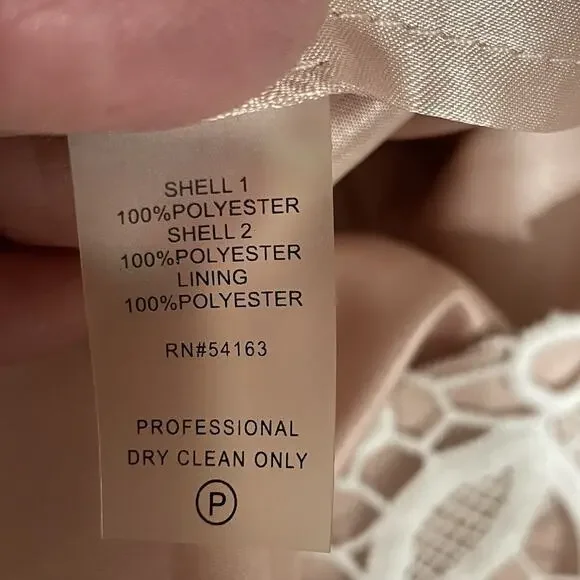 SHELL 1
100%POLYESTER
SHELL 2
100%POLYESTER
LINING
100%POLYESTER
RN#54163
PROFESSIONAL
DRY CLEAN ONLY
P